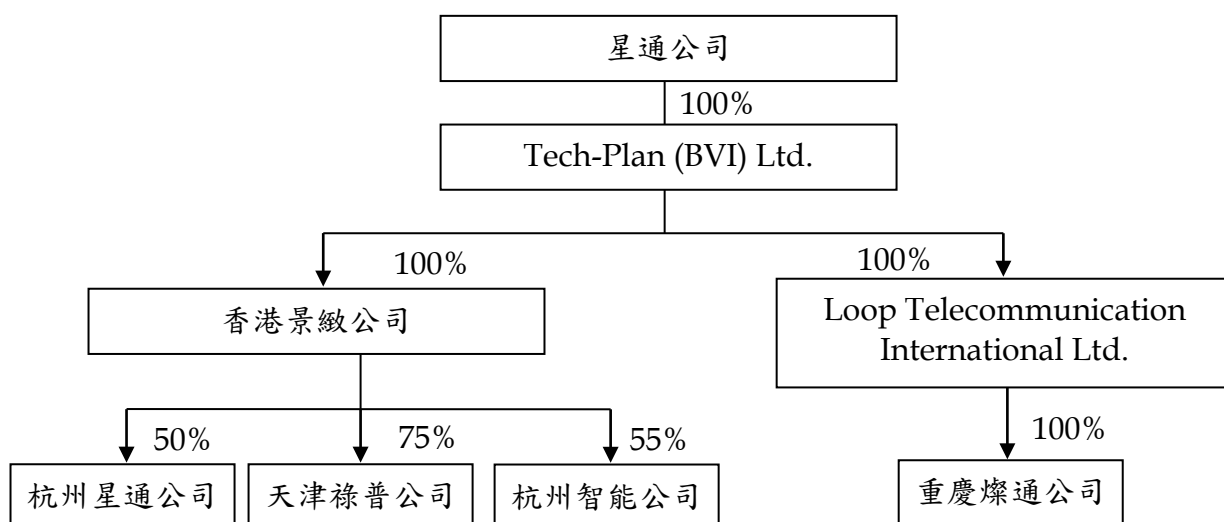 星通公司
100%
Tech-Plan (BVI) Ltd.
100%
100%
香港景緻公司
Loop Telecommunication
International Ltd.
50%
75%
55%
100%
杭州星通公司
天津祿普公司
杭州智能公司
重慶燦通公司